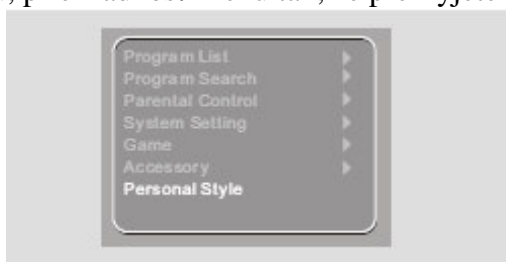 Program List
Program Search
Parental Control
System Setting
Game
Accessory
Personal Style